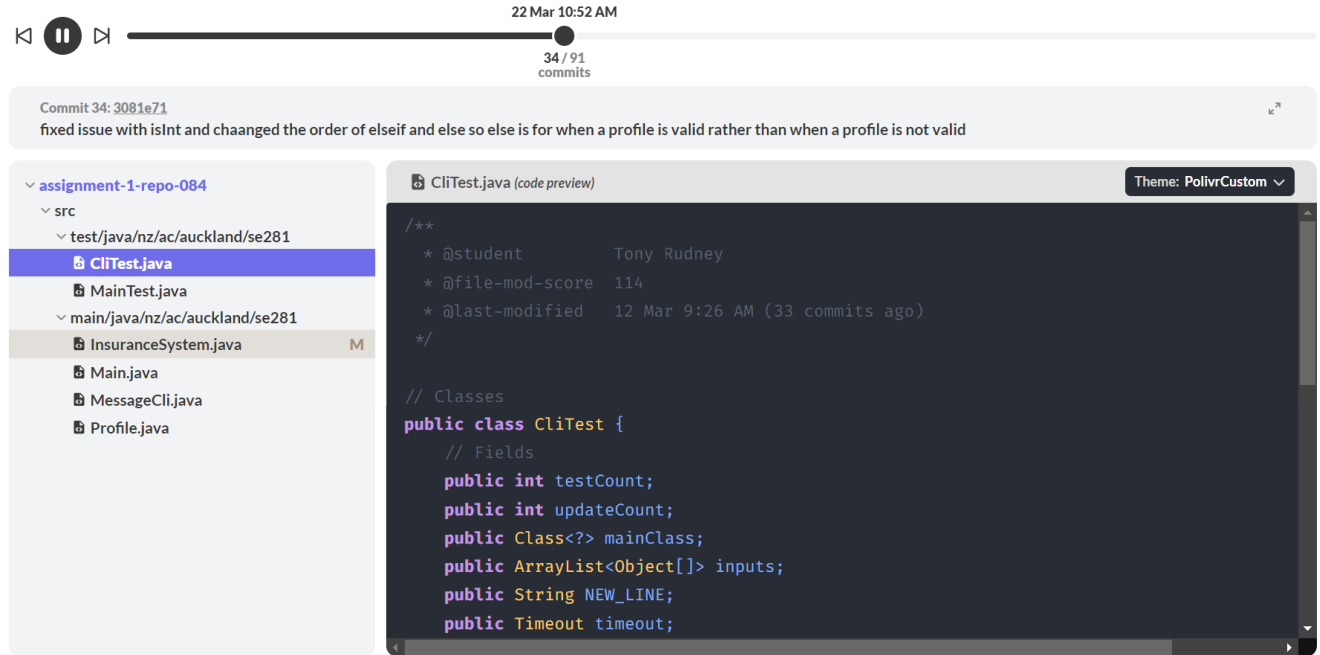 22 Mar 10:52 AM
34 / 91
commits
Commit 34: 3081e71
fixed issue with isInt and chaanged the order of elseif and else so else is for when a profile is valid rather than when a profile is not valid
assignment-1-repo-084
src
test/java/nz/ac/auckland/se281
CliTest.java
MainTest.java
main/java/nz/ac/auckland/se281
InsuranceSystem.java M
Main.java
MessageCli.java
Profile.java
CliTest.java (code preview)
Theme: PolivrCustom
/**
* @student Tony Rudney
* @file-mod-score 114
* @last-modified 12 Mar 9:26 AM (33 commits ago)
*/
// Classes
public class CliTest {
// Fields
public int testCount;
public int updateCount;
public Class<?> mainClass;
public ArrayList<Object[]> inputs;
public String NEW_LINE;
public Timeout timeout;